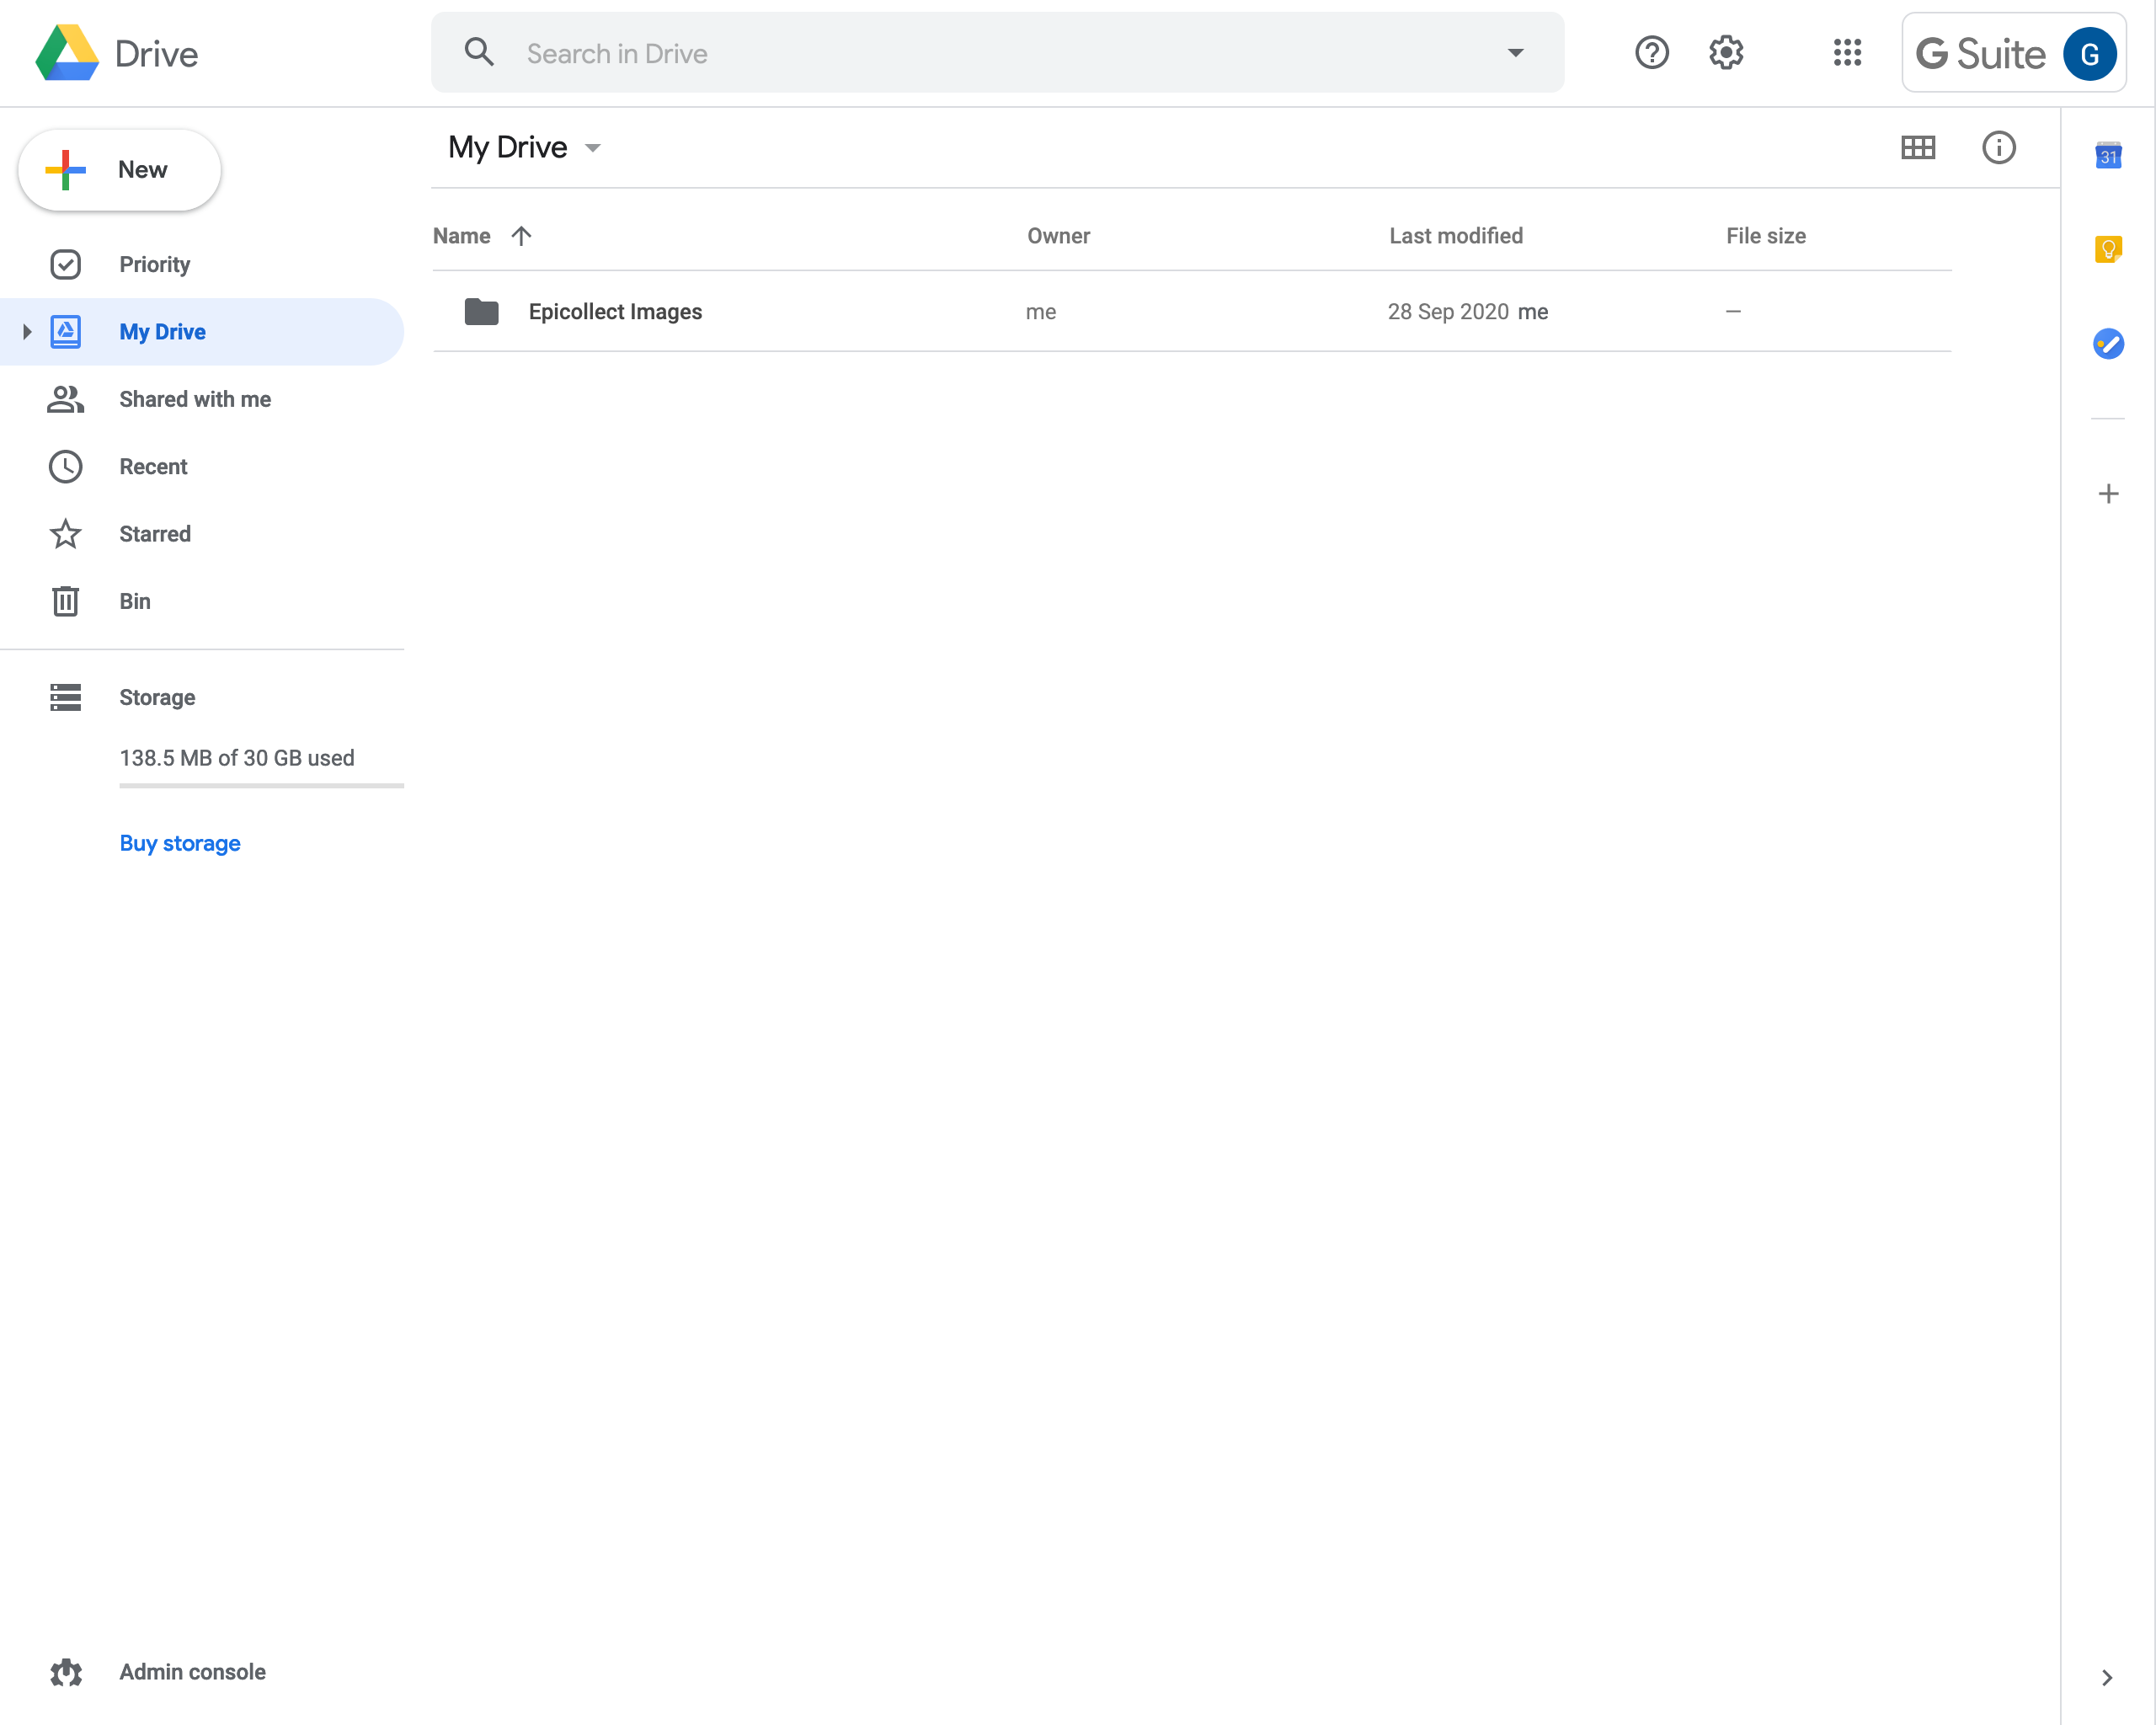 Drive
Search in Drive
G Suite
G
New
My Drive
31
Name Owner Last modified File size
Epicollect Images me 28 Sep 2020 me –
Priority
My Drive
Shared with me
Recent
Starred
Bin
Storage
138.5 MB of 30 GB used
Buy storage
Admin console